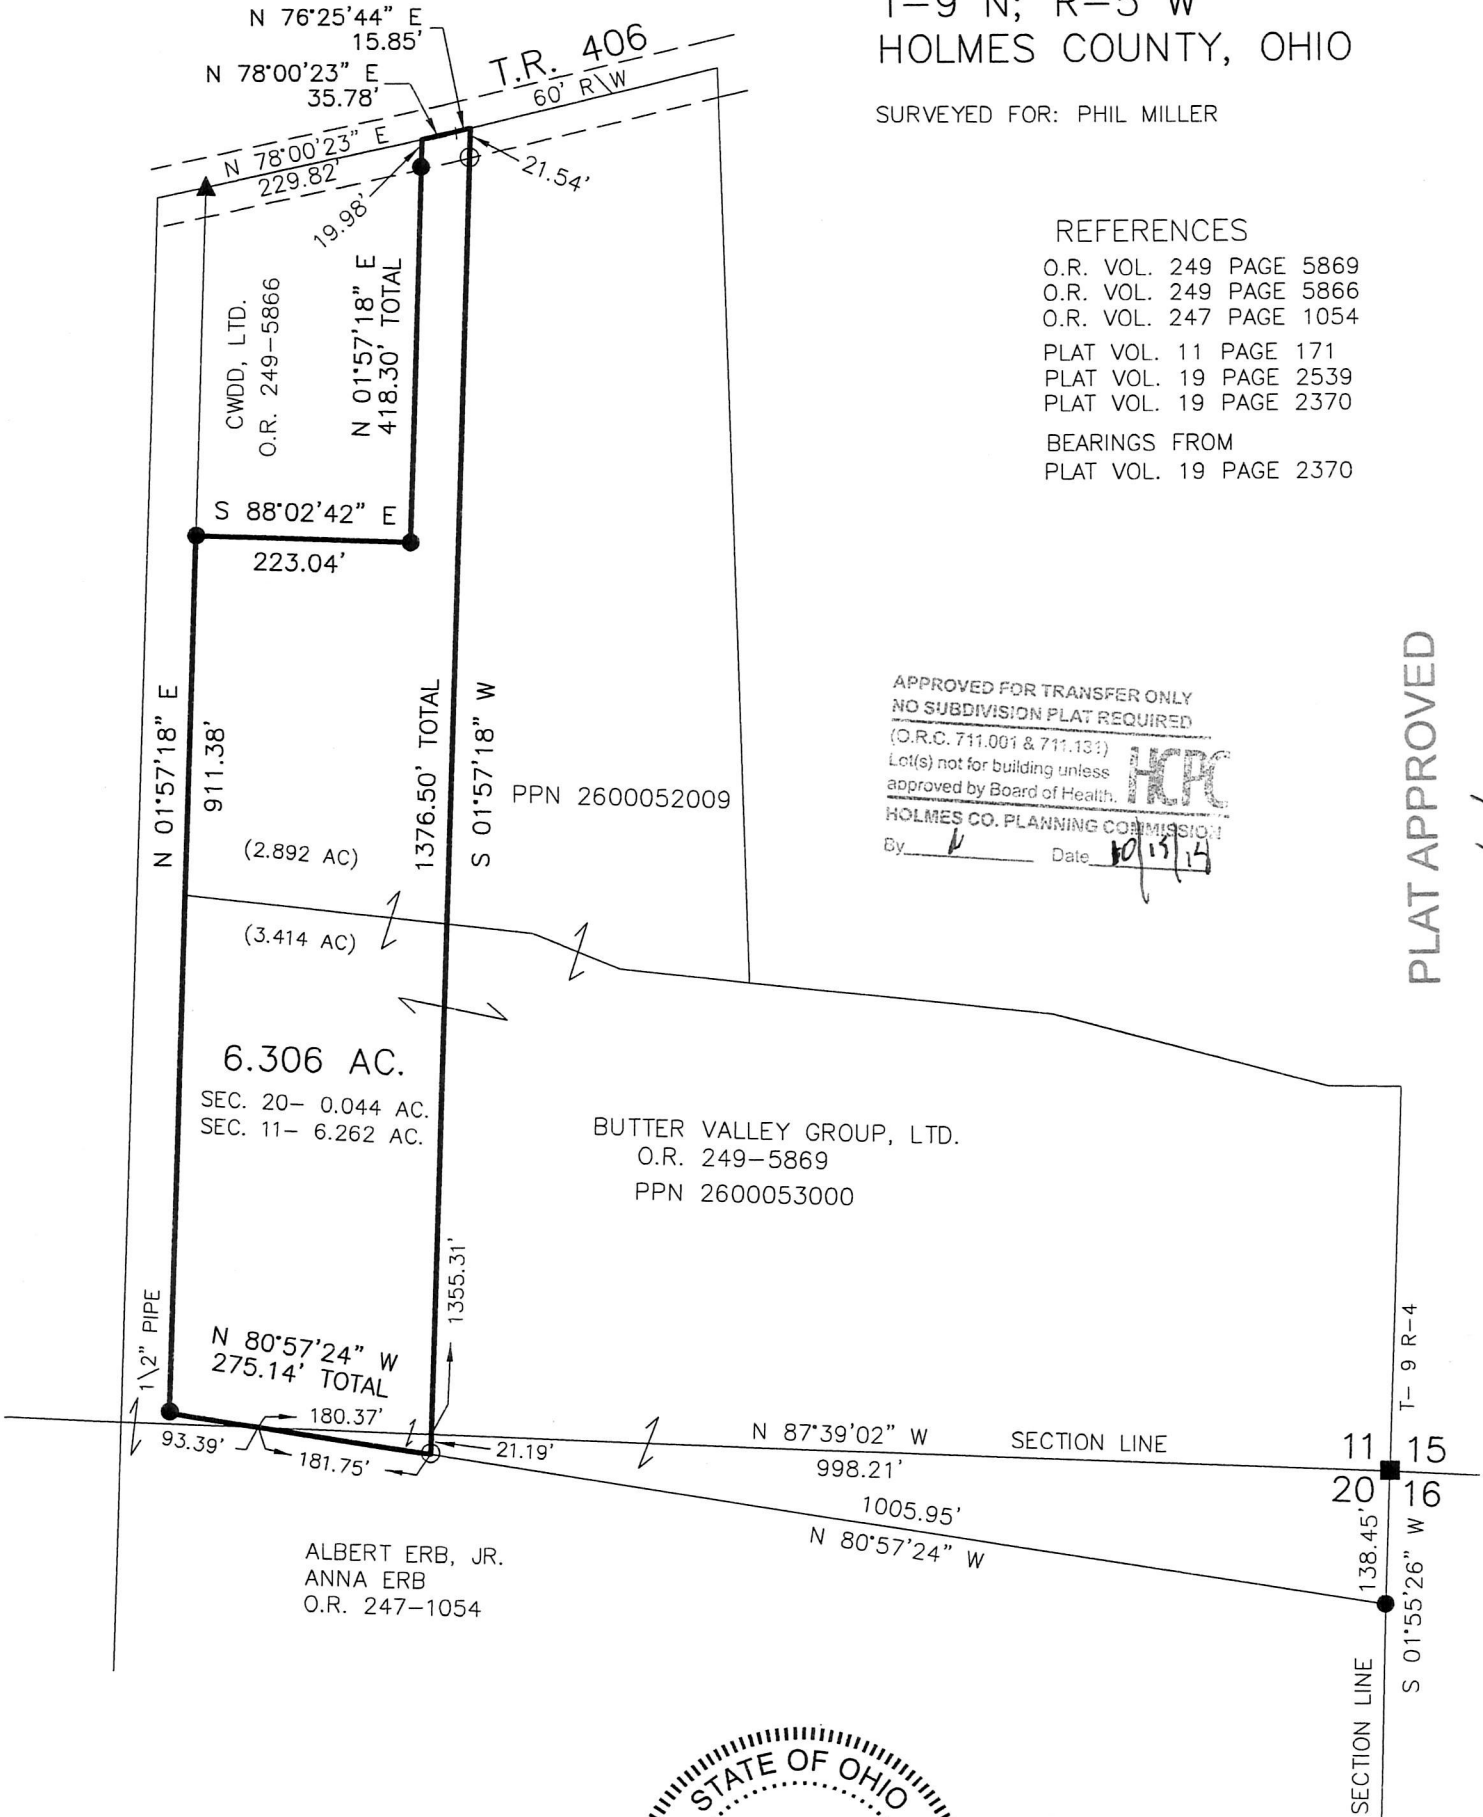 T-9 N; R-5 W
HOLMES COUNTY, OHIO
SURVEYED FOR: PHIL MILLER
N 76°25'44" E
15.85'
N 78°00'23" E
35.78'
T.R. 406
60' R\W
N 78°00'23" E
229.82'
21.54'
19.98'
N 01°57'18" E
418.30' TOTAL
CWDD, LTD.
O.R. 249-5866
REFERENCES
O.R. VOL. 249 PAGE 5869
O.R. VOL. 249 PAGE 5866
O.R. VOL. 247 PAGE 1054
PLAT VOL. 11 PAGE 171
PLAT VOL. 19 PAGE 2539
PLAT VOL. 19 PAGE 2370
BEARINGS FROM
PLAT VOL. 19 PAGE 2370
S 88°02'42" E
223.04'
N 01°57'18" E
911.38'
1376.50' TOTAL
S 01°57'18" W
PPN 2600052009
APPROVED FOR TRANSFER ONLY
NO SUBDIVISION PLAT REQUIRED
(O.R.C. 711.001 & 711.131)
Lot(s) not for building unless
approved by Board of Health.
HCPC
HOLMES CO. PLANNING COMMISSION
By Date 10/15/14
PLAT APPROVED
(2.892 AC)
(3.414 AC)
6.306 AC.
SEC. 20- 0.044 AC.
SEC. 11- 6.262 AC.
BUTTER VALLEY GROUP, LTD.
O.R. 249-5869
PPN 2600053000
1355.31'
1\2" PIPE
N 80°57'24" W
275.14' TOTAL
180.37'
93.39'
181.75'
21.19'
N 87°39'02" W SECTION LINE
998.21'
1005.95'
N 80°57'24" W
T- 9 R-4
11 15
20 16
138.45'
S 01°55'26" W
SECTION LINE
ALBERT ERB, JR.
ANNA ERB
O.R. 247-1054
STATE OF OHIO